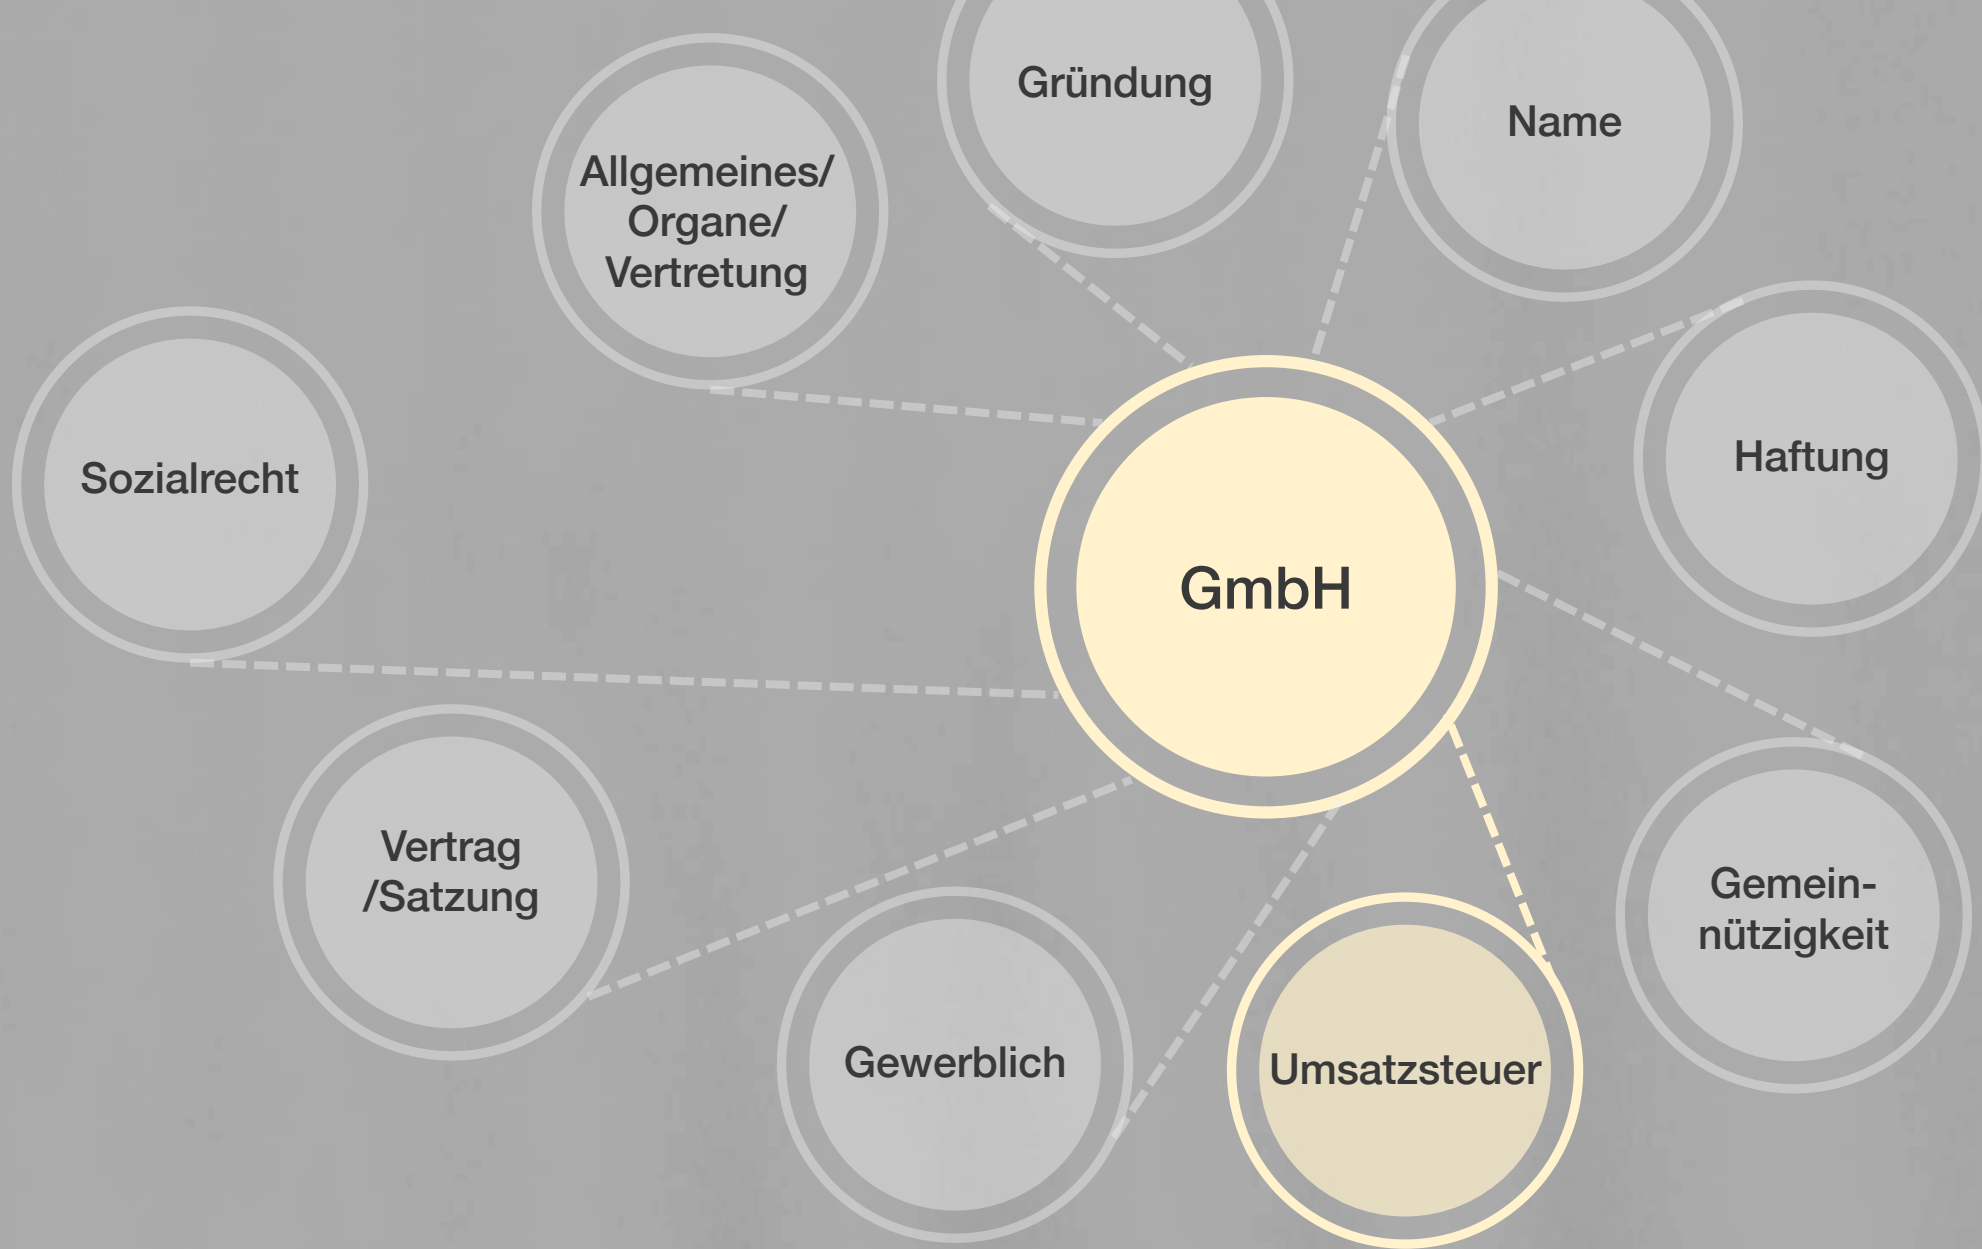 Gründung
Name
Allgemeines/
Organe/
Vertretung
Haftung
Sozialrecht
GmbH
Vertrag
/Satzung
Gemein-
nützigkeit
Gewerblich
Umsatzsteuer